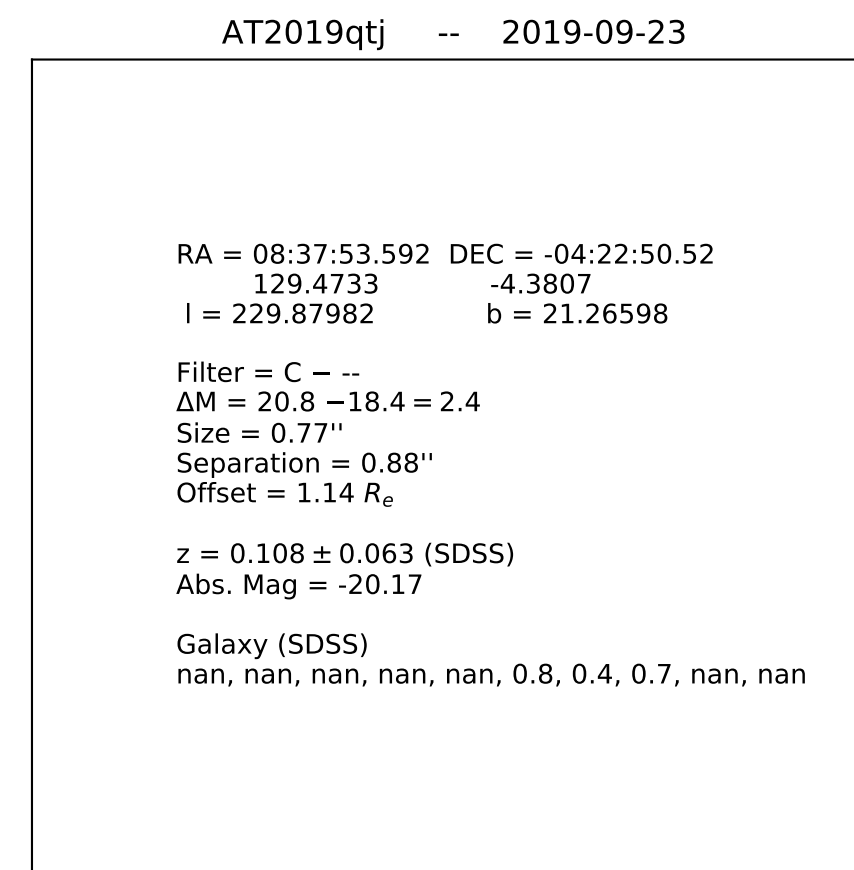 AT2019qtj -- 2019-09-23
RA = 08:37:53.592 DEC = -04:22:50.52
129.4733 -4.3807
l = 229.87982 b = 21.26598
Filter = C − --
ΔM = 20.8 −18.4 = 2.4
Size = 0.77''
Separation = 0.88''
Offset = 1.14 Rₑ
z = 0.108 ± 0.063 (SDSS)
Abs. Mag = -20.17
Galaxy (SDSS)
nan, nan, nan, nan, nan, 0.8, 0.4, 0.7, nan, nan